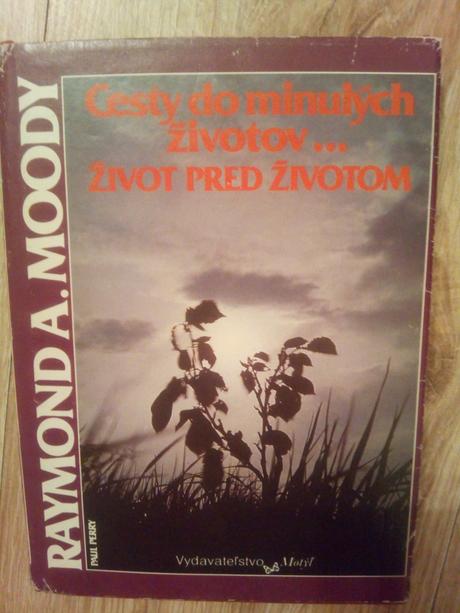 Cesty do minulých
životov...
ŽIVOT PRED ŽIVOTOM
RAYMOND A. MOODY
PAUL PERRY
Vydavateľstvo Motýľ